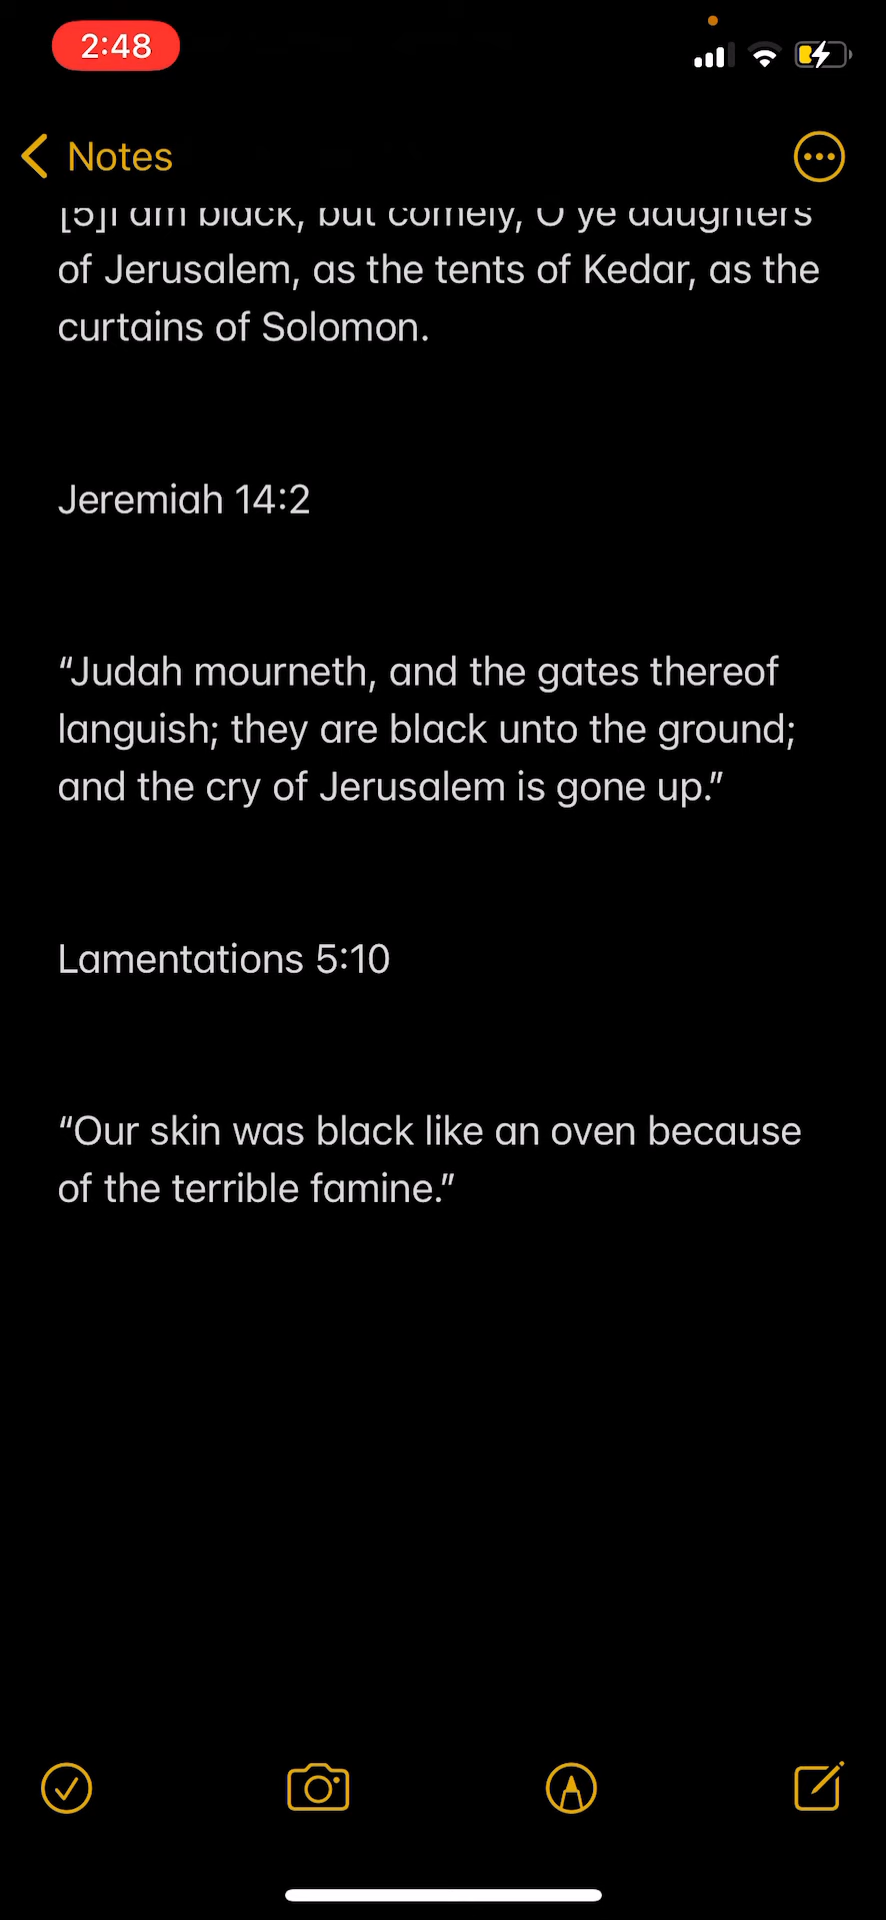 2:48
Notes
[5]I am black, but comely, O ye daughters
of Jerusalem, as the tents of Kedar, as the
curtains of Solomon.
Jeremiah 14:2
“Judah mourneth, and the gates thereof
languish; they are black unto the ground;
and the cry of Jerusalem is gone up.”
Lamentations 5:10
“Our skin was black like an oven because
of the terrible famine.”